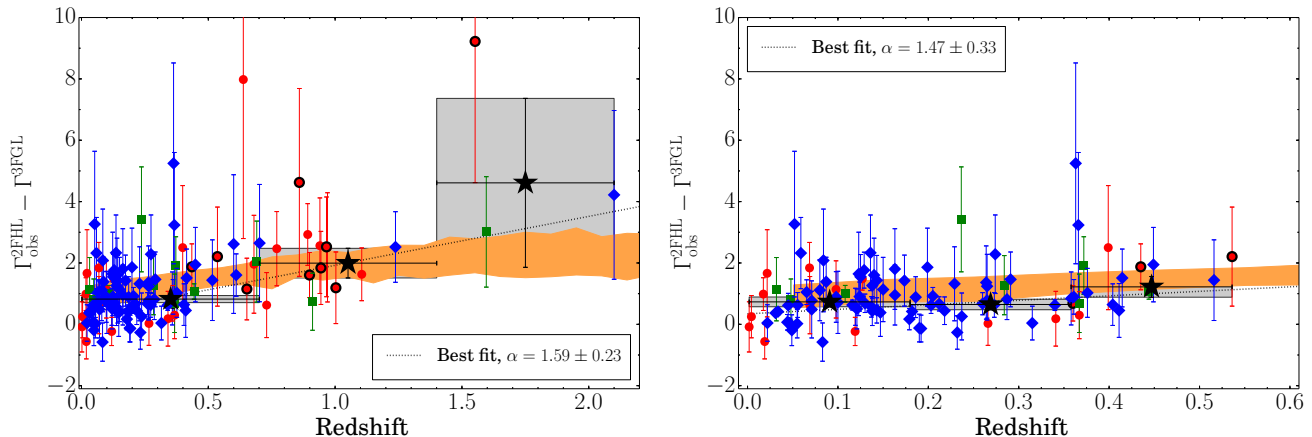 10
8
6
4
2
0
−2
Γ^2FHL_obs − Γ^3FGL
Best fit, α = 1.59 ± 0.23
0.0 0.5 1.0 1.5 2.0
Redshift
10
8
6
4
2
0
−2
Γ^2FHL_obs − Γ^3FGL
Best fit, α = 1.47 ± 0.33
0.0 0.1 0.2 0.3 0.4 0.5 0.6
Redshift